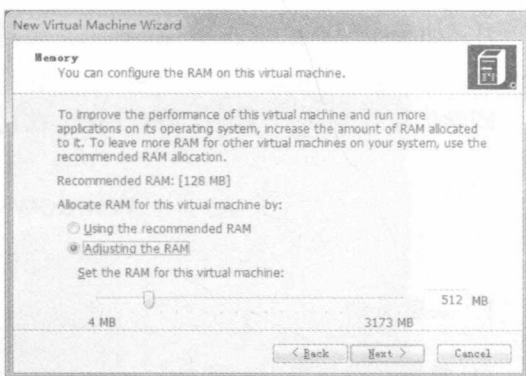 New Virtual Machine Wizard
Memory
You can configure the RAM on this virtual machine.
To improve the performance of this virtual machine and run more
applications on its operating system, increase the amount of RAM allocated
to it. To leave more RAM for other virtual machines on your system, use the
recommended RAM allocation.
Recommended RAM: [128 MB]
Allocate RAM for this virtual machine by:
Using the recommended RAM
Adjusting the RAM
Set the RAM for this virtual machine:
512 MB
4 MB 3173 MB
< Back Next > Cancel